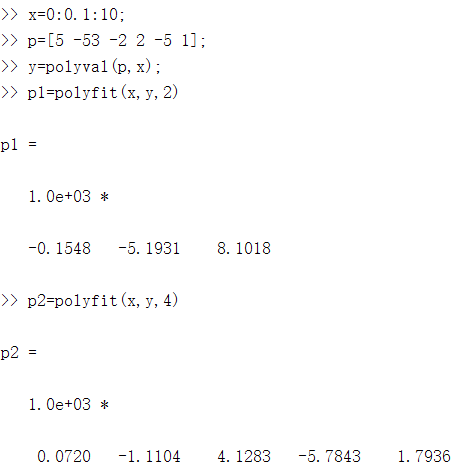 >> x=0:0.1:10;
>> p=[5 -53 -2 2 -5 1];
>> y=polyval(p,x);
>> p1=polyfit(x,y,2)
p1 =
1.0e+03 *
-0.1548 -5.1931 8.1018
>> p2=polyfit(x,y,4)
p2 =
1.0e+03 *
0.0720 -1.1104 4.1283 -5.7843 1.7936